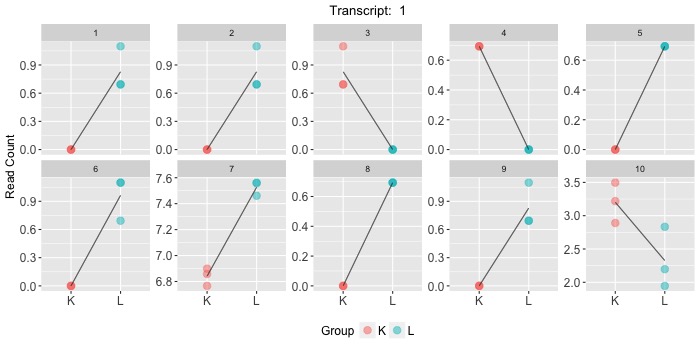 Transcript: 1
1 2 3 4 5
0.9 0.9 0.9 0.6 0.6
0.6 0.6 0.6 0.4 0.4
0.3 0.3 0.3 0.2 0.2
0.0 0.0 0.0 0.0 0.0
Read Count
6 7 8 9 10
7.6 3.5
0.9 7.4 0.6 0.9 3.0
0.6 7.2 0.4 0.6 2.5
0.3 7.0 0.2 0.3 2.0
0.0 6.8 0.0 0.0
K L K L K L K L K L
Group K L